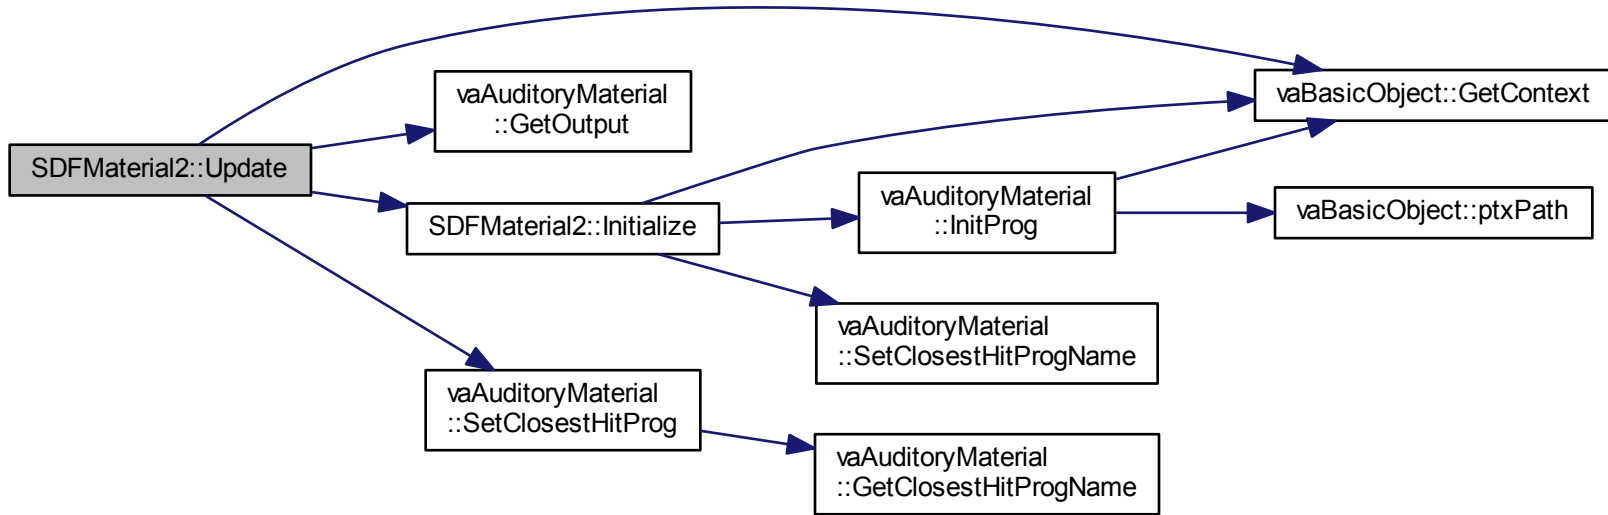 SDFMaterial2::Update
vaAuditoryMaterial
::GetOutput
SDFMaterial2::Initialize
vaAuditoryMaterial
::SetClosestHitProg
vaAuditoryMaterial
::InitProg
vaAuditoryMaterial
::SetClosestHitProgName
vaAuditoryMaterial
::GetClosestHitProgName
vaBasicObject::GetContext
vaBasicObject::ptxPath